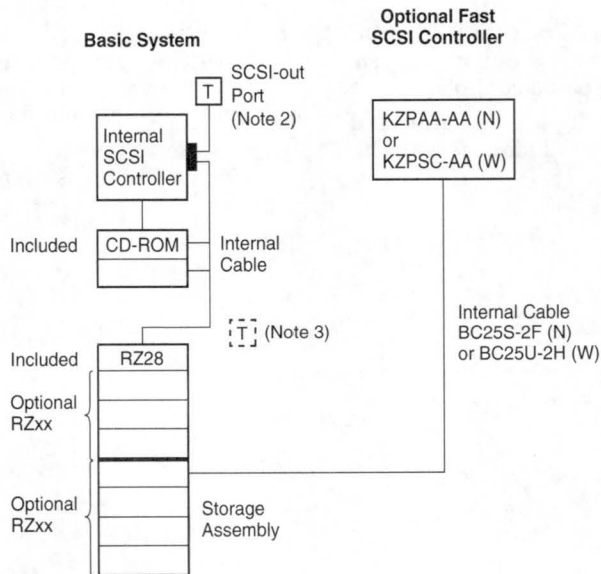 Basic System
Optional Fast
SCSI Controller
T
SCSI-out
Port
(Note 2)
Internal
SCSI
Controller
KZPAA-AA (N)
or
KZPSC-AA (W)
Included
CD-ROM
Internal
Cable
T
(Note 3)
Internal Cable
BC25S-2F (N)
or BC25U-2H (W)
Included
RZ28
Optional
RZxx
Optional
RZxx
Storage
Assembly